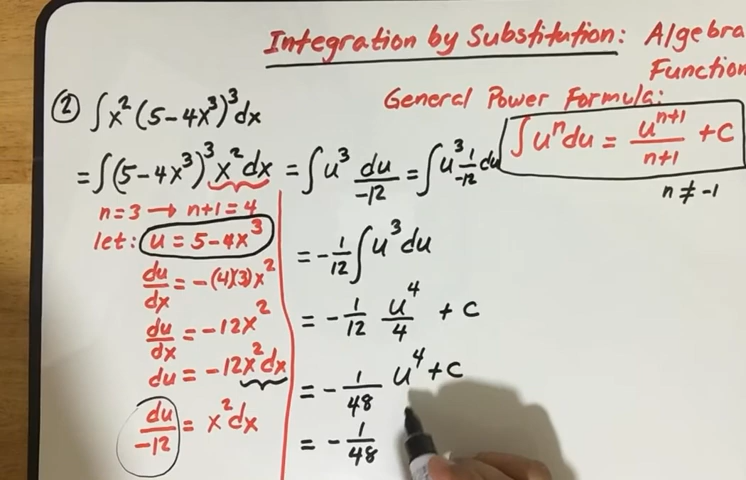 Integration by Substitution: Algebra
Function
General Power Formula:
∫uⁿdu = uⁿ⁺¹/n+1 + C
n ≠ -1
② ∫x²(5-4x³)³dx
= ∫(5-4x³)³ x²dx = ∫u³ du/-12 = ∫u³ 1/-12 du
n=3 → n+1=4
let: u = 5-4x³
du/dx = -(4)(3)x²
du/dx = -12x²
du = -12x²dx
du/-12 = x²dx
= -1/12 ∫u³du
= -1/12 u⁴/4 + C
= -1/48 u⁴+C
= -1/48